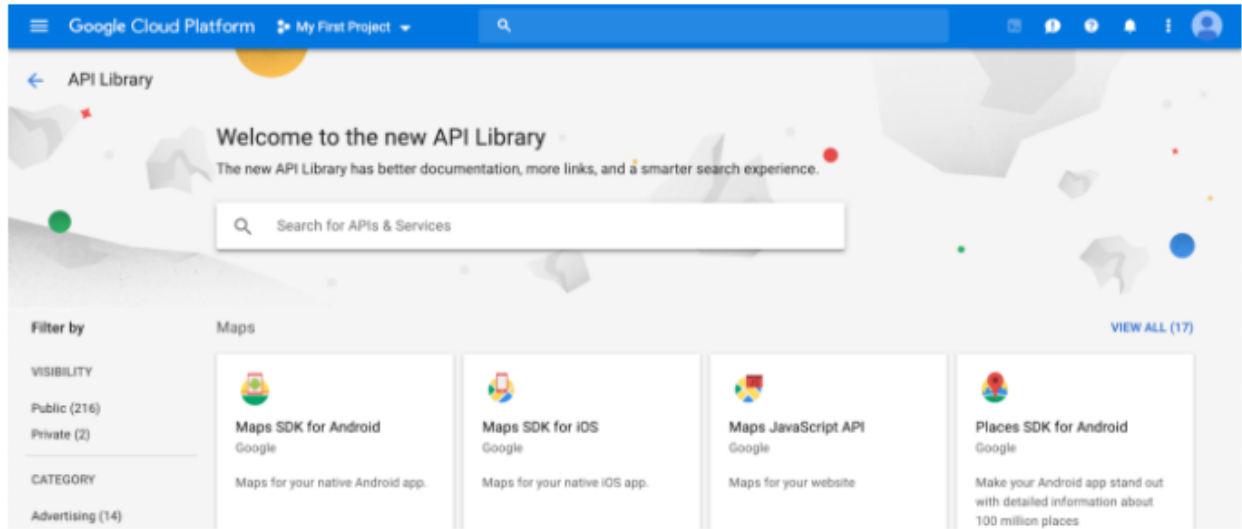 Google Cloud Platform My First Project
API Library
Welcome to the new API Library
The new API Library has better documentation, more links, and a smarter search experience.
Search for APIs & Services
Filter by
VISIBILITY
Public (216)
Private (2)
CATEGORY
Advertising (14)
Maps
VIEW ALL (17)
Maps SDK for Android
Google
Maps for your native Android app.
Maps SDK for iOS
Google
Maps for your native iOS app.
Maps JavaScript API
Google
Maps for your website
Places SDK for Android
Google
Make your Android app stand out
with detailed information about
100 million places